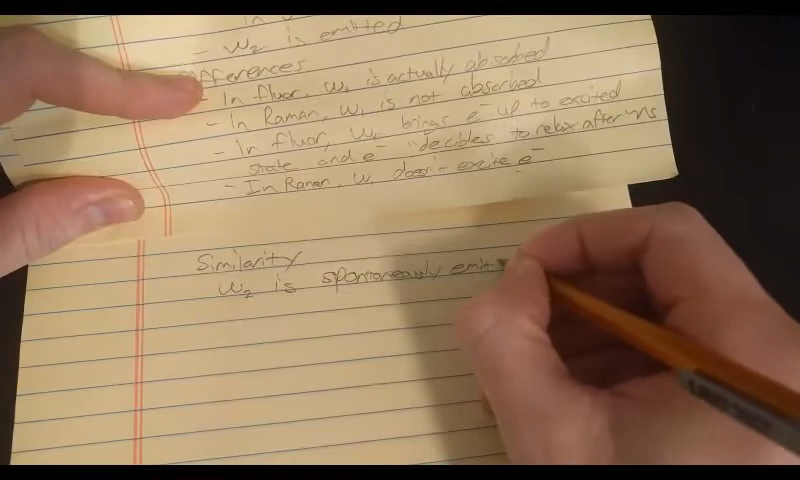 in
- ω₂ is emitted
Differences
- In fluor, ω₁ is actually absorbed
- In Raman, ω₁ is not absorbed
- In fluor, ω₁ brings e⁻ up to excited
state and e⁻ "decides to relax after ns
- In Raman, ω₁ doesn't excite e⁻
Similarity
ω₂ is spontaneously emit